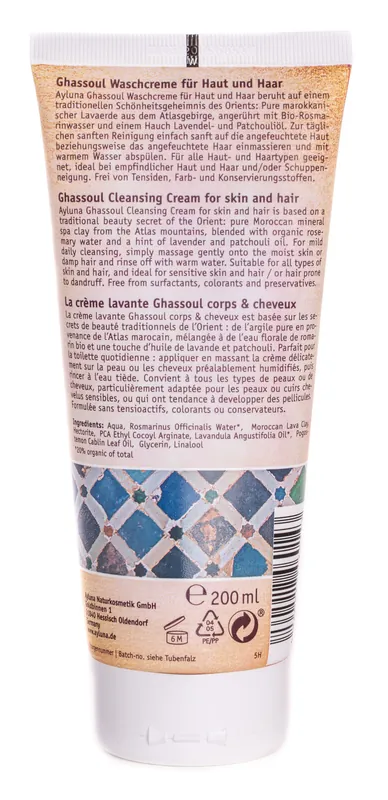 Ghassoul Waschcreme für Haut und Haar
Ayluna Ghassoul Waschcreme für Haut und Haar beruht auf einem
traditionellen Schönheitsgeheimnis des Orients: Pure marokkani-
scher Lavaerde aus dem Atlasgebirge, angerührt mit Bio-Rosma-
rinwasser und einem Hauch Lavendel- und Patchouliöl. Zur tägli-
chen sanften Reinigung einfach sanft auf die angefeuchtete Haut
beziehungsweise das angefeuchtete Haar einmassieren und mit
warmem Wasser abspülen. Für alle Haut- und Haartypen geeig-
net, ideal bei empfindlicher Haut und Haar und/oder Schuppen-
neigung. Frei von Tensiden, Farb- und Konservierungsstoffen.
Ghassoul Cleansing Cream for skin and hair
Ayluna Ghassoul Cleansing Cream for skin and hair is based on a
traditional beauty secret of the Orient: pure Moroccan mineral
spa clay from the Atlas mountains, blended with organic rose-
mary water and a hint of lavender and patchouli oil. For mild
daily cleansing, simply massage gently onto the moist skin or
damp hair and rinse off with warm water. Suitable for all types of
skin and hair, and ideal for sensitive skin and hair / or hair prone
to dandruff. Free from surfactants, colorants and preservatives.
La crème lavante Ghassoul corps & cheveux
La crème lavante Ghassoul corps & cheveux est basée sur les se-
crets de beauté traditionnels de l'Orient : de l'argile pure en pro-
venance de l'Atlas marocain, mélangée à de l'eau florale de roma-
rin bio et une touche d'huile de lavande et patchouli. Parfait pour
la toilette quotidienne : appliquer en massant la crème délicate-
ment sur la peau ou les cheveux préalablement humidifiés, puis
rincer à l'eau tiède. Convient à tous les types de peaux ou de
cheveux, particulièrement adaptée pour les peaux ou cuirs che-
velus sensibles, ou qui ont tendance à développer des pellicules.
Formulée sans tensioactifs, colorants ou conservateurs.
Ingredients: Aqua, Rosmarinus Officinalis Water*, Moroccan Lava Clay,
Hectorite, PCA Ethyl Cocoyl Arginate, Lavandula Angustifolia Oil*, Pogos-
temon Cablin Leaf Oil, Glycerin, Linalool
organic of total
Ayluna Naturkosmetik GmbH
1
Hessisch Oldendorf
Germany
www.ayluna.de
| Batch-no. siehe Tubenfalz
6 M
℮ 200 ml
04
05
PE/PP
®
5H